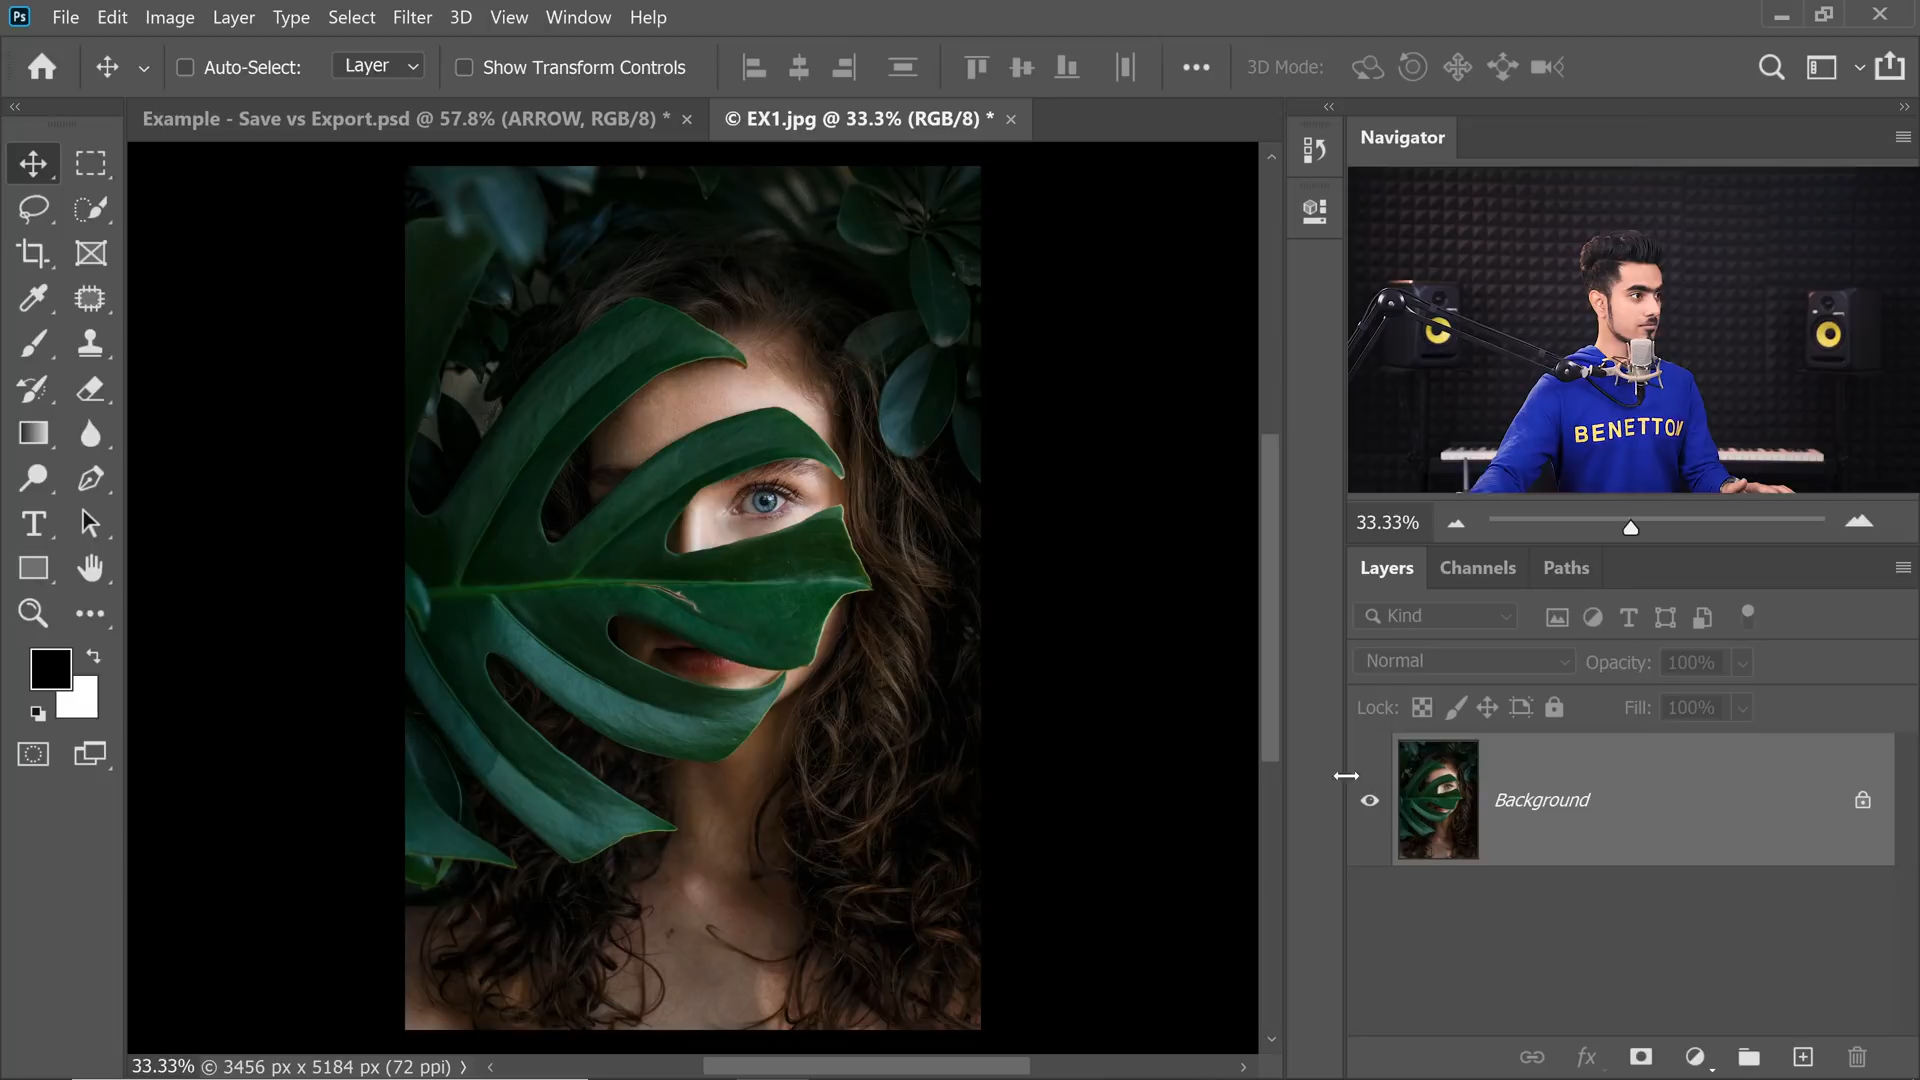 Ps File Edit Image Layer Type Select Filter 3D View Window Help
Auto-Select: Layer Show Transform Controls 3D Mode:
Example - Save vs Export.psd @ 57.8% (ARROW, RGB/8) * × © EX1.jpg @ 33.3% (RGB/8) * ×
Navigator
BENETTON
33.33%
Layers Channels Paths
Kind
Normal Opacity: 100%
Lock: Fill: 100%
Background
T
fx
33.33% © 3456 px x 5184 px (72 ppi)